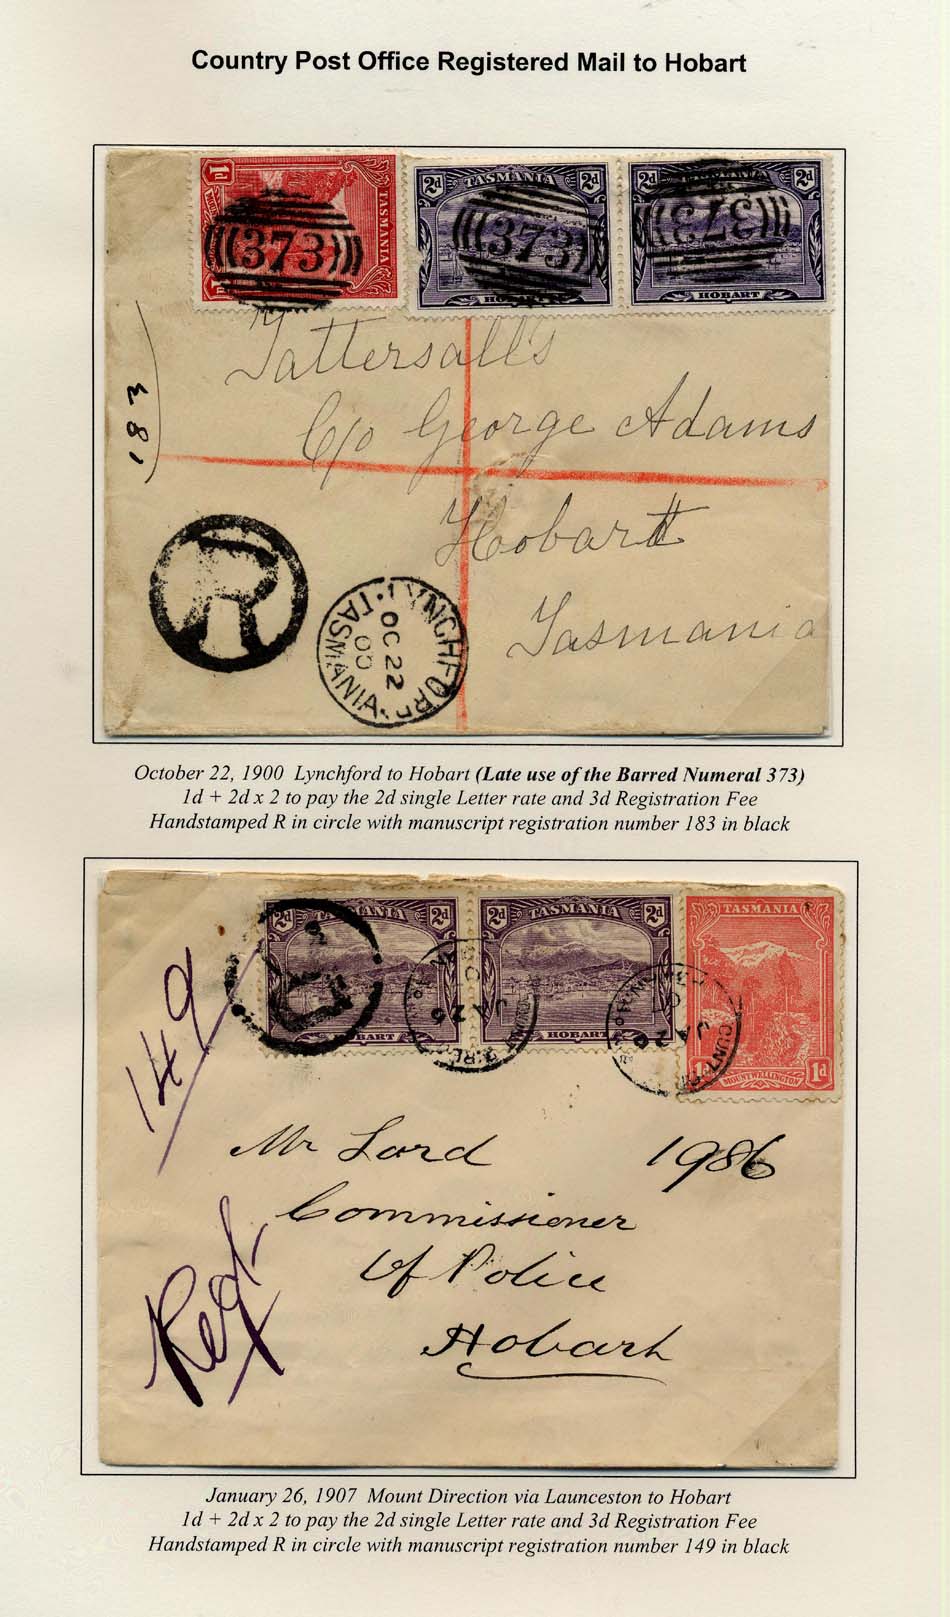 Country Post Office Registered Mail to Hobart
1d TASMANIA
1d
373
2d TASMANIA 2d
373
HOBART
2d 2d
373
HOBART
Tattersall's
C/o George Adams
Hobart
Tasmania
183
R
LYNCHFORD
OC 22
00
TASMANIA
October 22, 1900 Lynchford to Hobart (Late use of the Barred Numeral 373)
1d + 2d x 2 to pay the 2d single Letter rate and 3d Registration Fee
Handstamped R in circle with manuscript registration number 183 in black
2d TASMANIA 2d
HOBART
R
2d TASMANIA 2d
HOBART
JA 26
TASMANIA
1d MOUNT WELLINGTON 1d
149
Mr Lord 1986
Commissioner
Of Police
Hobart
Regd
January 26, 1907 Mount Direction via Launceston to Hobart
1d + 2d x 2 to pay the 2d single Letter rate and 3d Registration Fee
Handstamped R in circle with manuscript registration number 149 in black